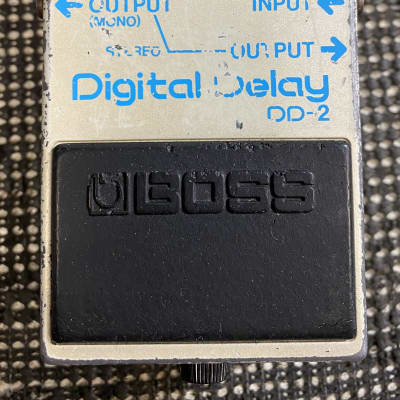 OUTPUT INPUT
(MONO)
STEREO OUTPUT
Digital Delay
DD-2
BOSS